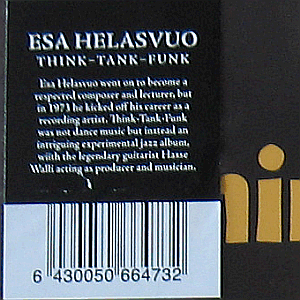 ESA HELASVUO
THINK-TANK-FUNK
Esa Helasvuo went on to become a
respected composer and lecturer, but
in 1973 he kicked off his career as a
recording artist. Think-Tank-Funk
was not dance music but instead an
intriguing experimental jazz album,
wiith the legendary guitarist Hasse
Walli acting as producer and musician.
6 430050 664732